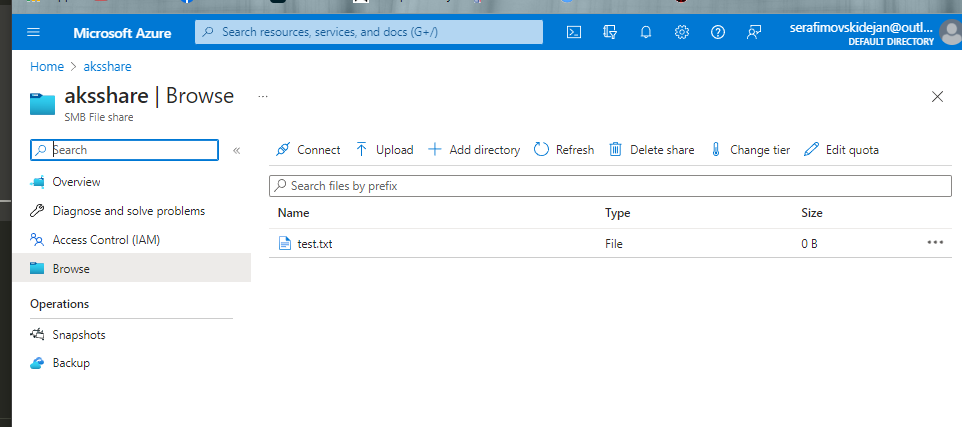 Microsoft Azure
Search resources, services, and docs (G+/)
serafimovskidejan@outl...
DEFAULT DIRECTORY
Home > aksshare
aksshare | Browse ...
SMB File share
Search «
Connect Upload Add directory Refresh Delete share Change tier Edit quota
Overview
Diagnose and solve problems
Access Control (IAM)
Browse
Operations
Snapshots
Backup
Search files by prefix
Name Type Size
test.txt File 0 B ...